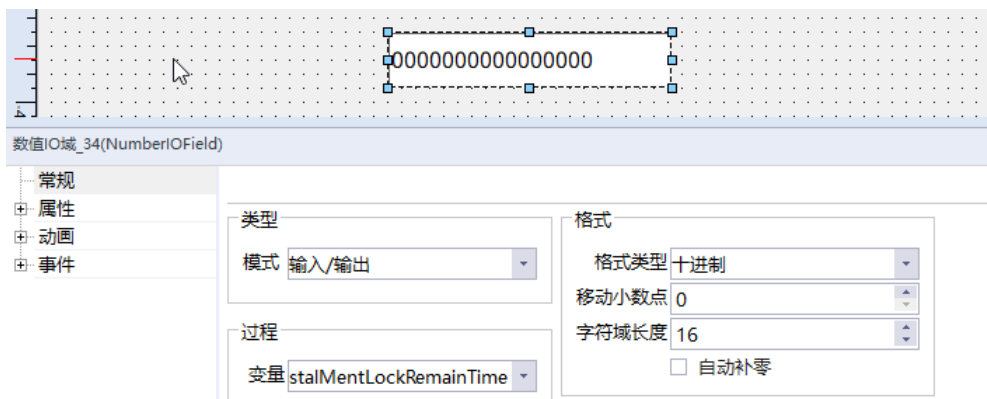 0000000000000000
数值IO域_34(NumberIOField)
常规
属性
动画
事件
类型
模式 输入/输出
过程
变量 stalMentLockRemainTime
格式
格式类型 十进制
移动小数点 0
字符域长度 16
自动补零